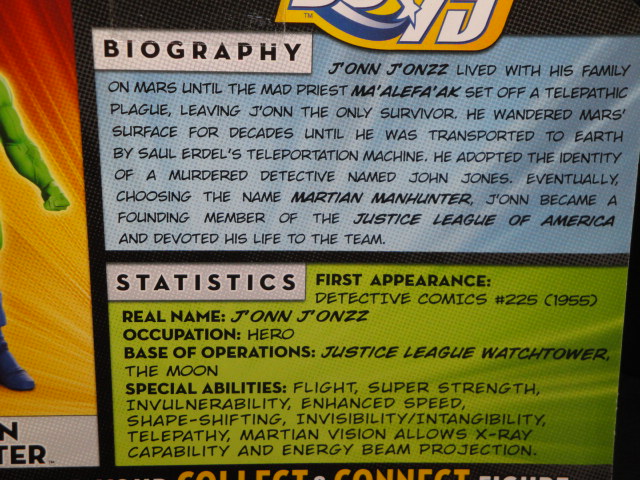 BIOGRAPHY
J'ONN J'ONZZ LIVED WITH HIS FAMILY
ON MARS UNTIL THE MAD PRIEST MA'ALEFA'AK SET OFF A TELEPATHIC
PLAGUE, LEAVING J'ONN THE ONLY SURVIVOR. HE WANDERED MARS'
SURFACE FOR DECADES UNTIL HE WAS TRANSPORTED TO EARTH
BY SAUL ERDEL'S TELEPORTATION MACHINE. HE ADOPTED THE IDENTITY
OF A MURDERED DETECTIVE NAMED JOHN JONES. EVENTUALLY,
CHOOSING THE NAME MARTIAN MANHUNTER, J'ONN BECAME A
FOUNDING MEMBER OF THE JUSTICE LEAGUE OF AMERICA
AND DEVOTED HIS LIFE TO THE TEAM.
STATISTICS
FIRST APPEARANCE:
DETECTIVE COMICS #225 (1955)
REAL NAME: J'ONN J'ONZZ
OCCUPATION: HERO
BASE OF OPERATIONS: JUSTICE LEAGUE WATCHTOWER,
THE MOON
SPECIAL ABILITIES: FLIGHT, SUPER STRENGTH,
INVULNERABILITY, ENHANCED SPEED,
SHAPE-SHIFTING, INVISIBILITY/INTANGIBILITY,
TELEPATHY, MARTIAN VISION ALLOWS X-RAY
CAPABILITY AND ENERGY BEAM PROJECTION.
N
TER™
YOUR COLLECT & CONNECT FIGURE